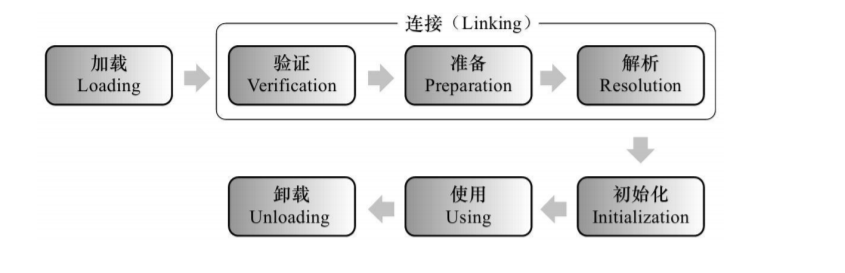 连接（Linking）
加载
Loading
验证
Verification
准备
Preparation
解析
Resolution
初始化
Initialization
使用
Using
卸载
Unloading